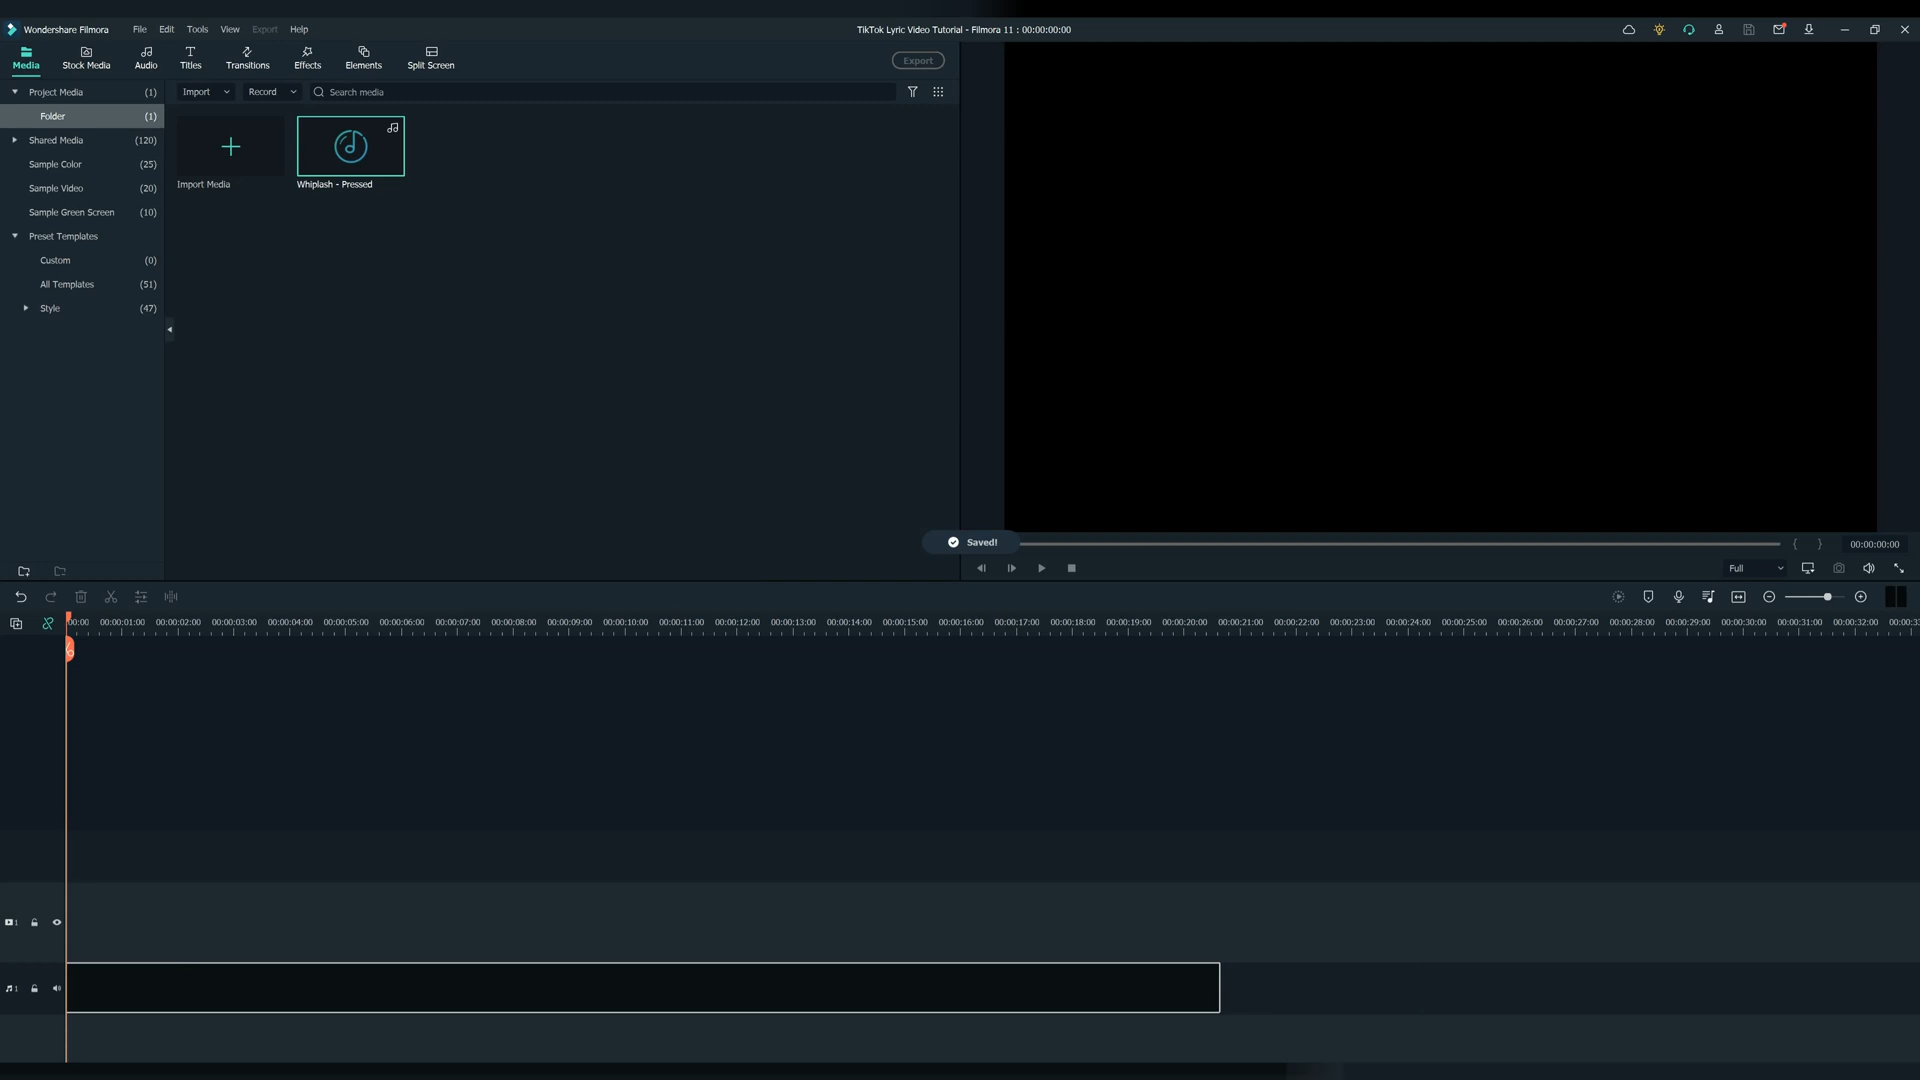 Wondershare Filmora File Edit Tools View Export Help TikTok Lyric Video Tutorial - Filmora 11 : 00:00:00:00
Media Stock Media Audio Titles Transitions Effects Elements Split Screen Export
Project Media (1) Import Record Search media
Folder (1)
Shared Media (120)
Sample Color (25)
Sample Video (20)
Import Media Whiplash - Pressed
Sample Green Screen (10)
Preset Templates
Custom (0)
All Templates (51)
Style (47)
Saved! { } 00:00:00:00
Full
00:00 00:00:01:00 00:00:02:00 00:00:03:00 00:00:04:00 00:00:05:00 00:00:06:00 00:00:07:00 00:00:08:00 00:00:09:00 00:00:10:00 00:00:11:00 00:00:12:00 00:00:13:00 00:00:14:00 00:00:15:00 00:00:16:00 00:00:17:00 00:00:18:00 00:00:19:00 00:00:20:00 00:00:21:00 00:00:22:00 00:00:23:00 00:00:24:00 00:00:25:00 00:00:26:00 00:00:27:00 00:00:28:00 00:00:29:00 00:00:30:00 00:00:31:00 00:00:32:00 00:00:33
1
1